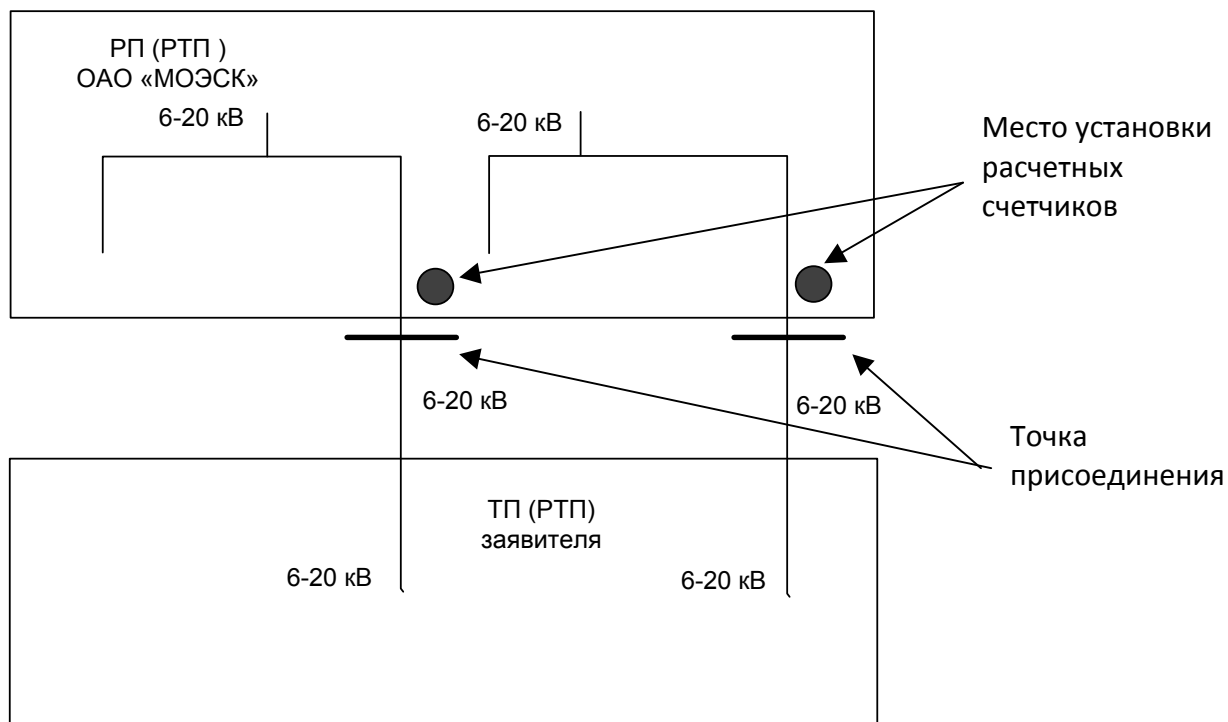 РП (РТП )
ОАО «МОЭСК»
6-20 кВ
6-20 кВ
Место установки
расчетных
счетчиков
6-20 кВ
6-20 кВ
Точка
присоединения
ТП (РТП)
заявителя
6-20 кВ
6-20 кВ